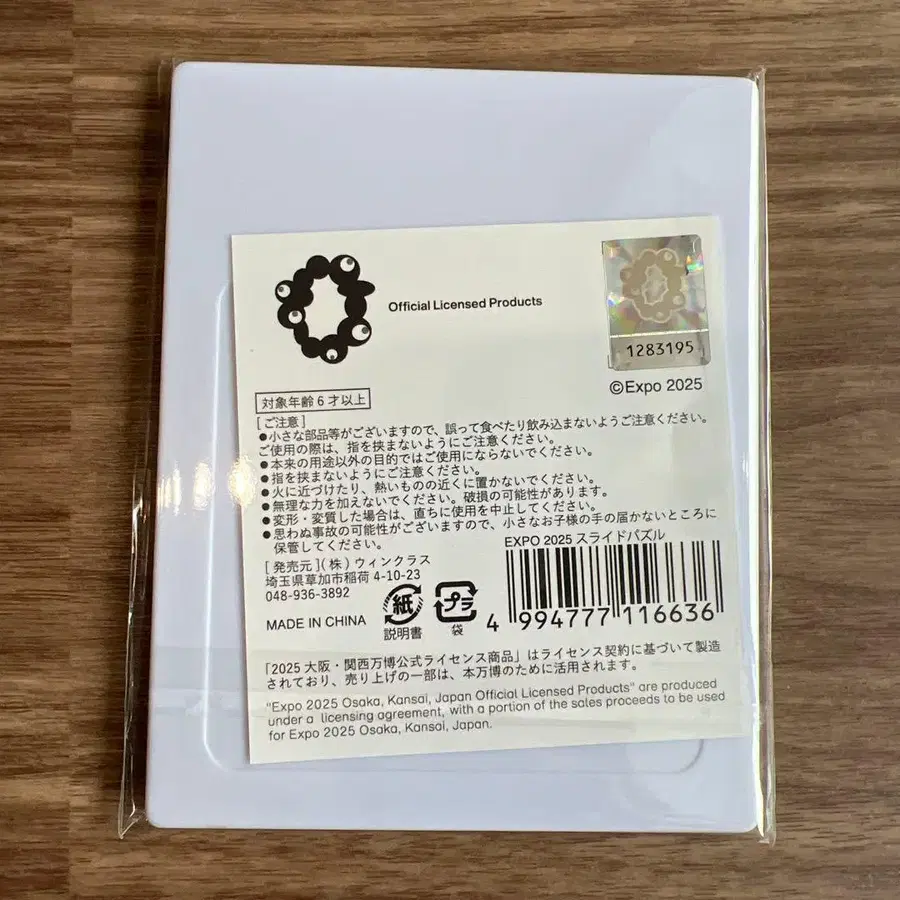 Official Licensed Products
1283195
©Expo 2025
対象年齢6才以上
[ご注意]
●小さな部品等がございますので、誤って食べたり飲み込まないようご注意ください。
ご使用の際は、指を挟まないようにご注意ください。
●本来の用途以外の目的ではご使用にならないでください。
●指を挟まないようにご注意ください。
●火に近づけたり、熱いものの近くに置かないでください。
●無理な力を加えないでください。破損の可能性があります。
●変形・変質した場合は、直ちに使用を中止してください。
●思わぬ事故の可能性がございますので、小さなお子様の手の届かないところに
保管してください。
EXPO 2025 スライドパズル
[発売元](株)ウィンクラス
埼玉県草加市稲荷 4-10-23
048-936-3892
MADE IN CHINA
紙
説明書
プラ
袋
4 994777 116636
「2025 大阪・関西万博公式ライセンス商品」はライセンス契約に基づいて製造
されており、売り上げの一部は、本万博のために活用されます。
"Expo 2025 Osaka, Kansai, Japan Official Licensed Products" are produced
under a licensing agreement, with a portion of the sales proceeds to be used
for Expo 2025 Osaka, Kansai, Japan.